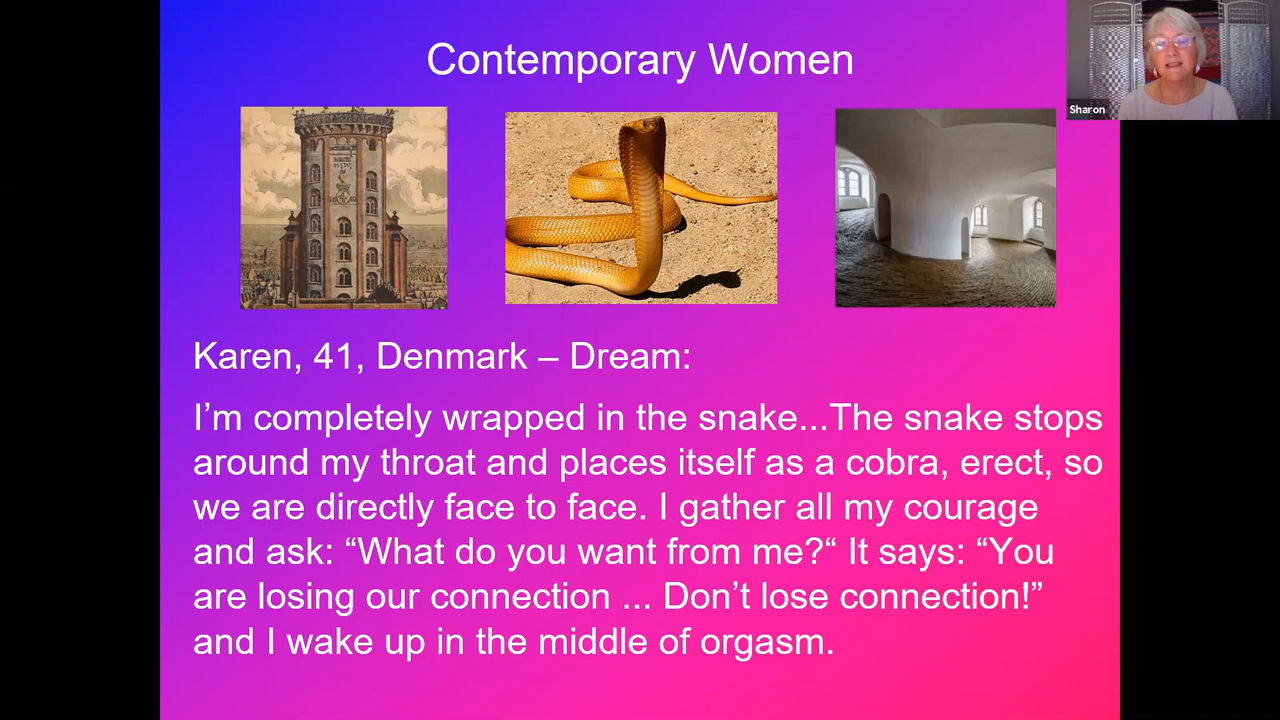 Contemporary Women
Sharon
Karen, 41, Denmark – Dream:
I’m completely wrapped in the snake...The snake stops
around my throat and places itself as a cobra, erect, so
we are directly face to face. I gather all my courage
and ask: “What do you want from me?“ It says: “You
are losing our connection ... Don’t lose connection!”
and I wake up in the middle of orgasm.